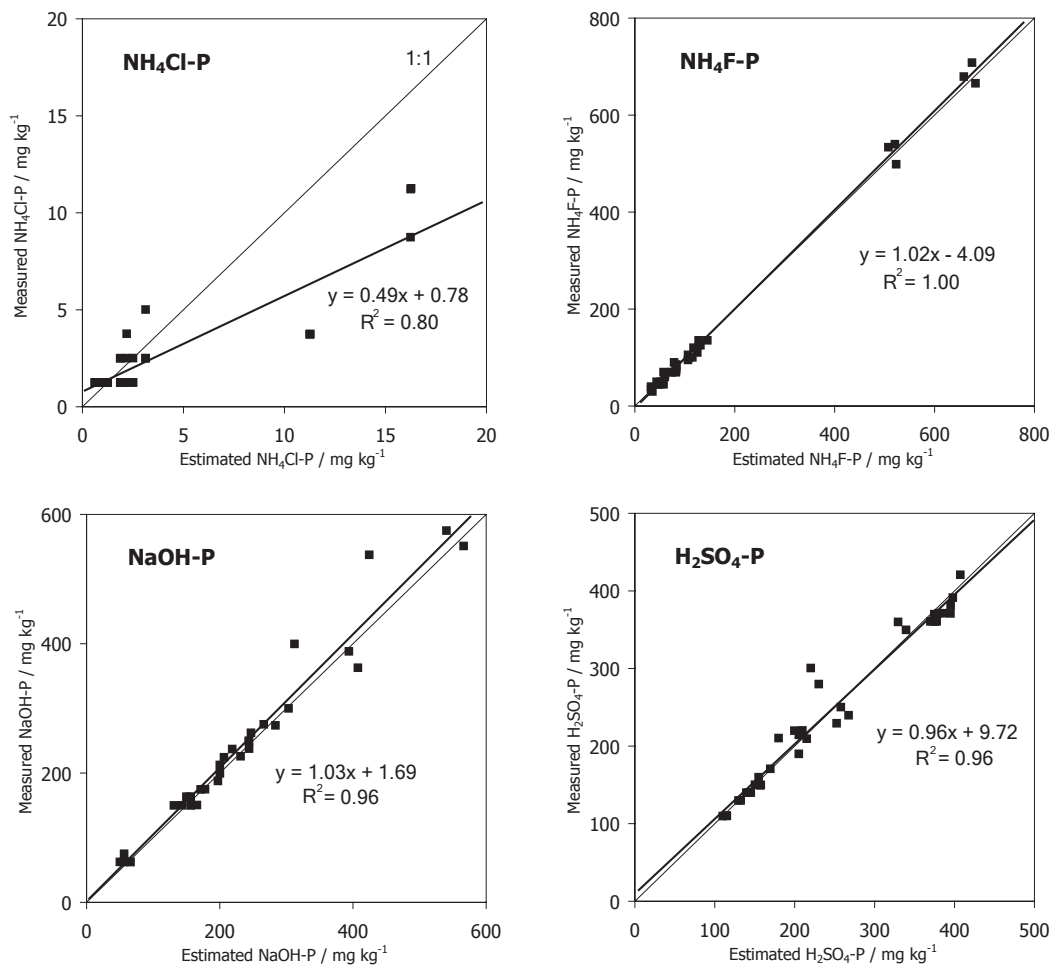 NH₄Cl-P
1:1
20
15
10
5
0
0 5 10 15 20
Measured NH₄Cl-P / mg kg⁻¹
Estimated NH₄Cl-P / mg kg⁻¹
y = 0.49x + 0.78
R² = 0.80
NH₄F-P
800
600
400
200
0
0 200 400 600 800
Measured NH₄F-P / mg kg⁻¹
Estimated NH₄F-P / mg kg⁻¹
y = 1.02x - 4.09
R² = 1.00
NaOH-P
600
400
200
0
0 200 400 600
Measured NaOH-P / mg kg⁻¹
Estimated NaOH-P / mg kg⁻¹
y = 1.03x + 1.69
R² = 0.96
H₂SO₄-P
500
400
300
200
100
0
0 100 200 300 400 500
Measured H₂SO₄-P / mg kg⁻¹
Estimated H₂SO₄-P / mg kg⁻¹
y = 0.96x + 9.72
R² = 0.96